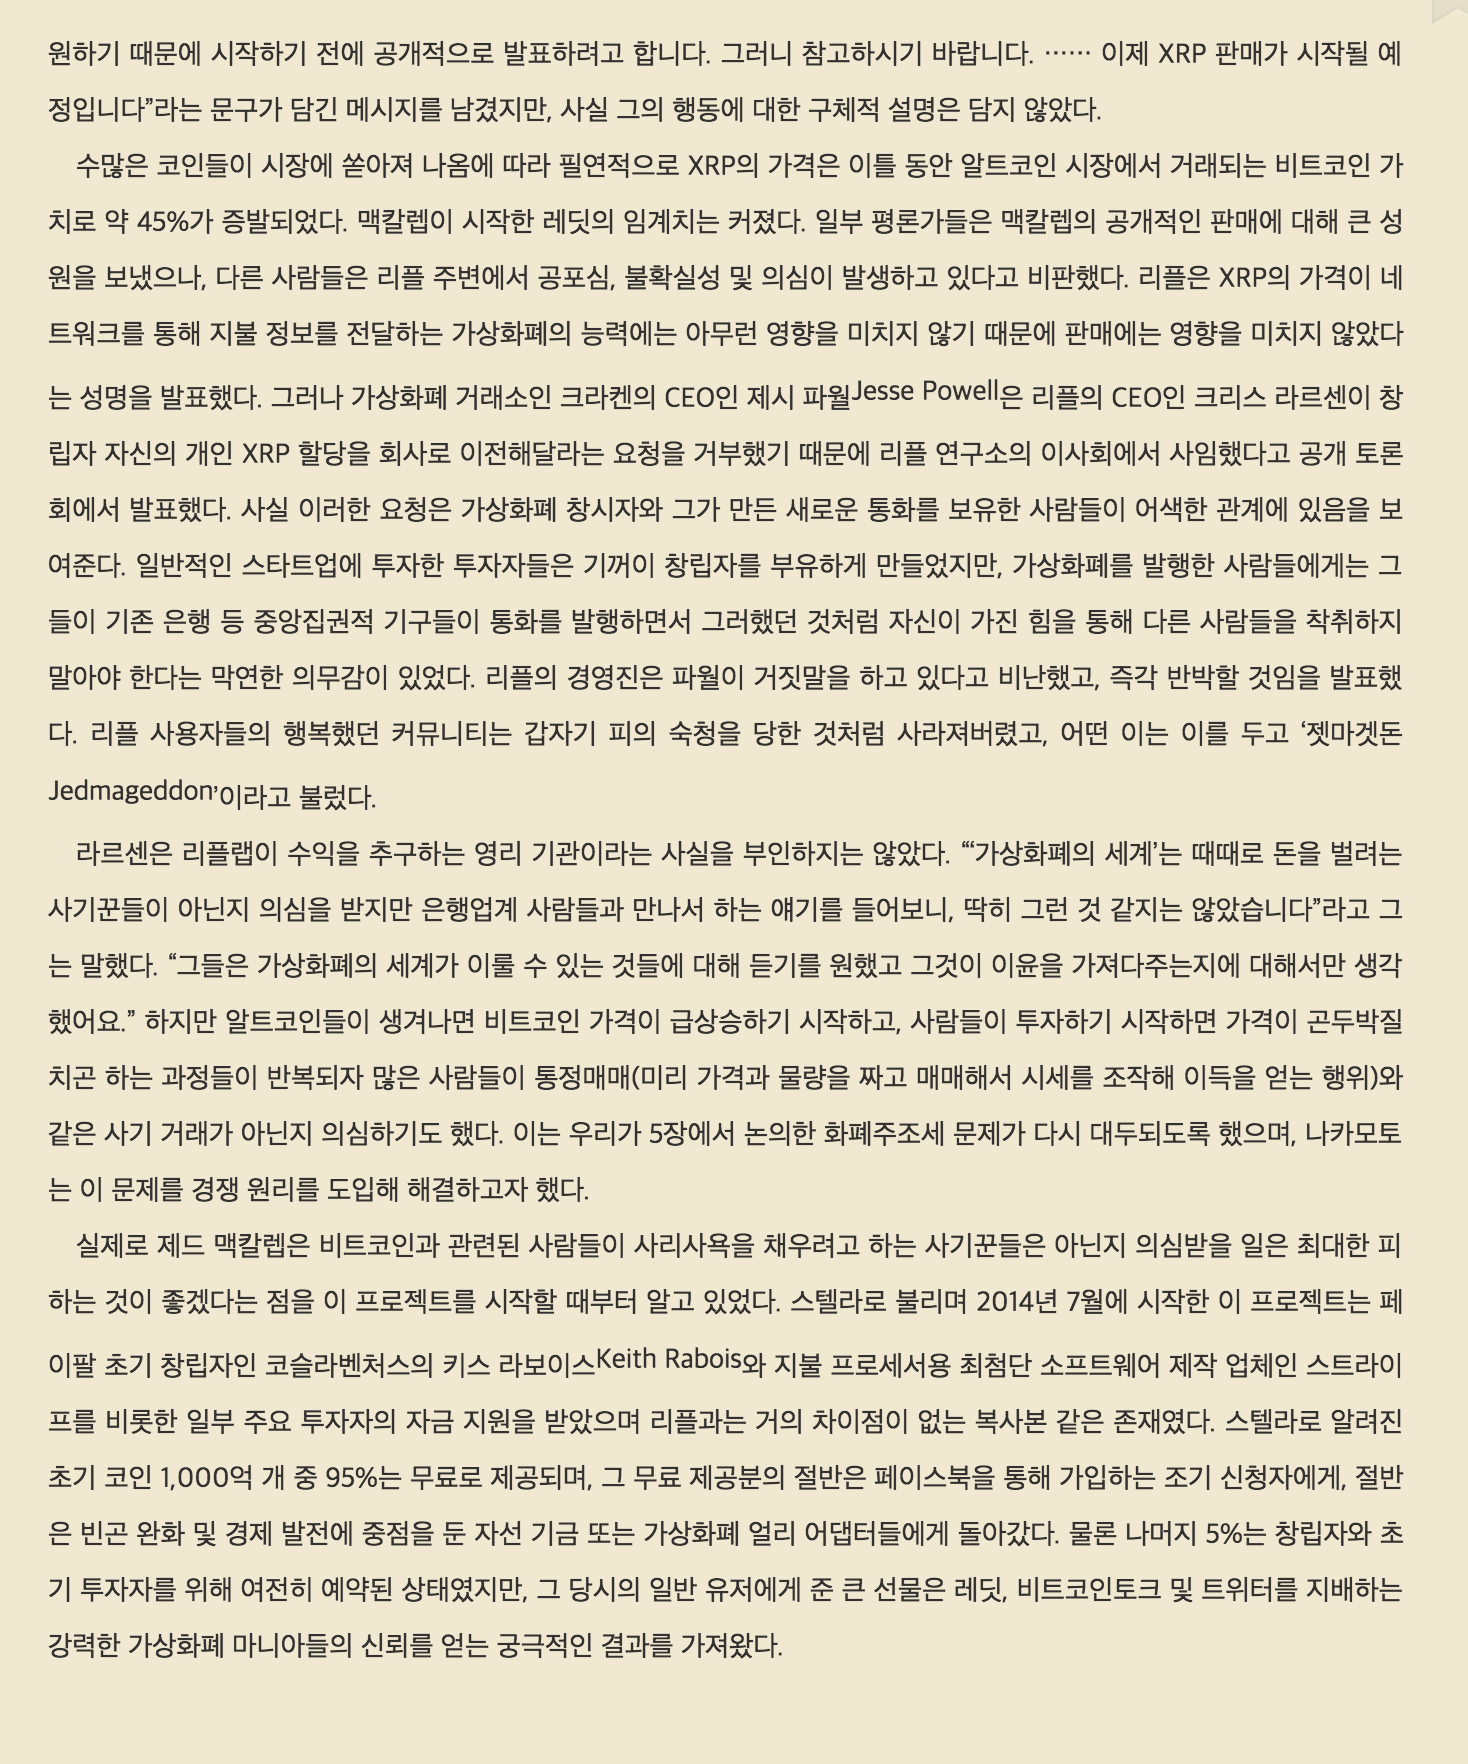 원하기 때문에 시작하기 전에 공개적으로 발표하려고 합니다. 그러니 참고하시기 바랍니다. …… 이제 XRP 판매가 시작될 예
정입니다”라는 문구가 담긴 메시지를 남겼지만, 사실 그의 행동에 대한 구체적 설명은 담지 않았다.
수많은 코인들이 시장에 쏟아져 나옴에 따라 필연적으로 XRP의 가격은 이틀 동안 알트코인 시장에서 거래되는 비트코인 가
치로 약 45%가 증발되었다. 맥칼렙이 시작한 레딧의 임계치는 커졌다. 일부 평론가들은 맥칼렙의 공개적인 판매에 대해 큰 성
원을 보냈으나, 다른 사람들은 리플 주변에서 공포심, 불확실성 및 의심이 발생하고 있다고 비판했다. 리플은 XRP의 가격이 네
트워크를 통해 지불 정보를 전달하는 가상화폐의 능력에는 아무런 영향을 미치지 않기 때문에 판매에는 영향을 미치지 않았다
는 성명을 발표했다. 그러나 가상화폐 거래소인 크라켄의 CEO인 제시 파월Jesse Powell은 리플의 CEO인 크리스 라르센이 창
립자 자신의 개인 XRP 할당을 회사로 이전해달라는 요청을 거부했기 때문에 리플 연구소의 이사회에서 사임했다고 공개 토론
회에서 발표했다. 사실 이러한 요청은 가상화폐 창시자와 그가 만든 새로운 통화를 보유한 사람들이 어색한 관계에 있음을 보
여준다. 일반적인 스타트업에 투자한 투자자들은 기꺼이 창립자를 부유하게 만들었지만, 가상화폐를 발행한 사람들에게는 그
들이 기존 은행 등 중앙집권적 기구들이 통화를 발행하면서 그러했던 것처럼 자신이 가진 힘을 통해 다른 사람들을 착취하지
말아야 한다는 막연한 의무감이 있었다. 리플의 경영진은 파월이 거짓말을 하고 있다고 비난했고, 즉각 반박할 것임을 발표했
다. 리플 사용자들의 행복했던 커뮤니티는 갑자기 피의 숙청을 당한 것처럼 사라져버렸고, 어떤 이는 이를 두고 ‘젯마겟돈
Jedmageddon’이라고 불렀다.
라르센은 리플랩이 수익을 추구하는 영리 기관이라는 사실을 부인하지는 않았다. “‘가상화폐의 세계’는 때때로 돈을 벌려는
사기꾼들이 아닌지 의심을 받지만 은행업계 사람들과 만나서 하는 얘기를 들어보니, 딱히 그런 것 같지는 않았습니다”라고 그
는 말했다. “그들은 가상화폐의 세계가 이룰 수 있는 것들에 대해 듣기를 원했고 그것이 이윤을 가져다주는지에 대해서만 생각
했어요.” 하지만 알트코인들이 생겨나면 비트코인 가격이 급상승하기 시작하고, 사람들이 투자하기 시작하면 가격이 곤두박질
치곤 하는 과정들이 반복되자 많은 사람들이 통정매매(미리 가격과 물량을 짜고 매매해서 시세를 조작해 이득을 얻는 행위)와
같은 사기 거래가 아닌지 의심하기도 했다. 이는 우리가 5장에서 논의한 화폐주조세 문제가 다시 대두되도록 했으며, 나카모토
는 이 문제를 경쟁 원리를 도입해 해결하고자 했다.
실제로 제드 맥칼렙은 비트코인과 관련된 사람들이 사리사욕을 채우려고 하는 사기꾼들은 아닌지 의심받을 일은 최대한 피
하는 것이 좋겠다는 점을 이 프로젝트를 시작할 때부터 알고 있었다. 스텔라로 불리며 2014년 7월에 시작한 이 프로젝트는 페
이팔 초기 창립자인 코슬라벤처스의 키스 라보이스Keith Rabois와 지불 프로세서용 최첨단 소프트웨어 제작 업체인 스트라이
프를 비롯한 일부 주요 투자자의 자금 지원을 받았으며 리플과는 거의 차이점이 없는 복사본 같은 존재였다. 스텔라로 알려진
초기 코인 1,000억 개 중 95%는 무료로 제공되며, 그 무료 제공분의 절반은 페이스북을 통해 가입하는 조기 신청자에게, 절반
은 빈곤 완화 및 경제 발전에 중점을 둔 자선 기금 또는 가상화폐 얼리 어댑터들에게 돌아갔다. 물론 나머지 5%는 창립자와 초
기 투자자를 위해 여전히 예약된 상태였지만, 그 당시의 일반 유저에게 준 큰 선물은 레딧, 비트코인토크 및 트위터를 지배하는
강력한 가상화폐 마니아들의 신뢰를 얻는 궁극적인 결과를 가져왔다.